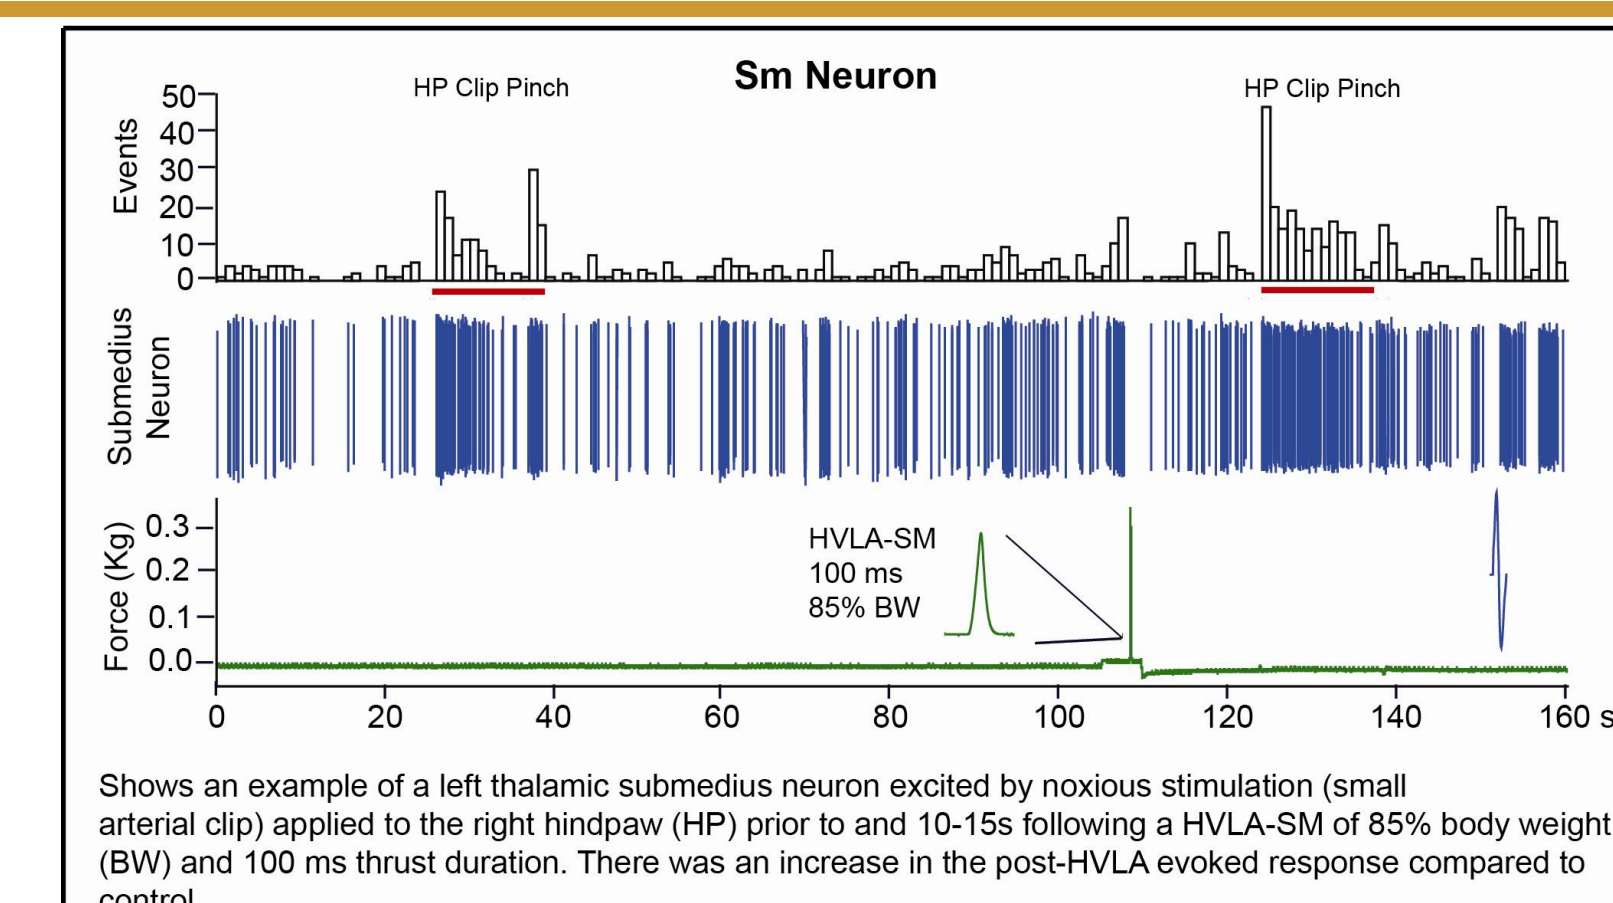 Sm Neuron
HP Clip Pinch
HP Clip Pinch
Events
50
40
30
20
10
0
Submedius
Neuron
Force (Kg)
0.3
0.2
0.1
0.0
HVLA-SM
100 ms
85% BW
0 20 40 60 80 100 120 140 160 s
Shows an example of a left thalamic submedius neuron excited by noxious stimulation (small
arterial clip) applied to the right hindpaw (HP) prior to and 10-15s following a HVLA-SM of 85% body weight
(BW) and 100 ms thrust duration. There was an increase in the post-HVLA evoked response compared to
control